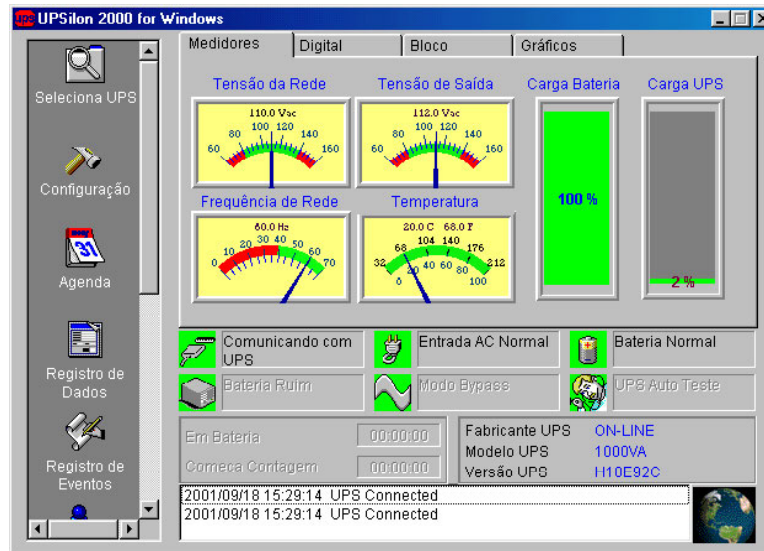 UPS UPSilon 2000 for Windows
Seleciona UPS
Configuração
31
Agenda
Registro de
Dados
Registro de
Eventos
Medidores Digital Bloco Gráficos
Tensão da Rede Tensão de Saída Carga Bateria Carga UPS
110.0 Vac
60 80 100 120 140 160
112.0 Vac
60 80 100 120 140 160
100 %
2 %
Frequência de Rede Temperatura
60.0 Hz
0 10 20 30 40 50 60 70
20.0 C 68.0 F
32 68 104 140 176 212
0 20 40 60 80 100
Comunicando com
UPS
Entrada AC Normal
Bateria Normal
Bateria Ruim
Modo Bypass
UPS Auto Teste
Em Bateria 00:00:00
Comeca Contagem 00:00:00
Fabricante UPS ON-LINE
Modelo UPS 1000VA
Versão UPS H10E92C
2001/09/18 15:29:14 UPS Connected
2001/09/18 15:29:14 UPS Connected